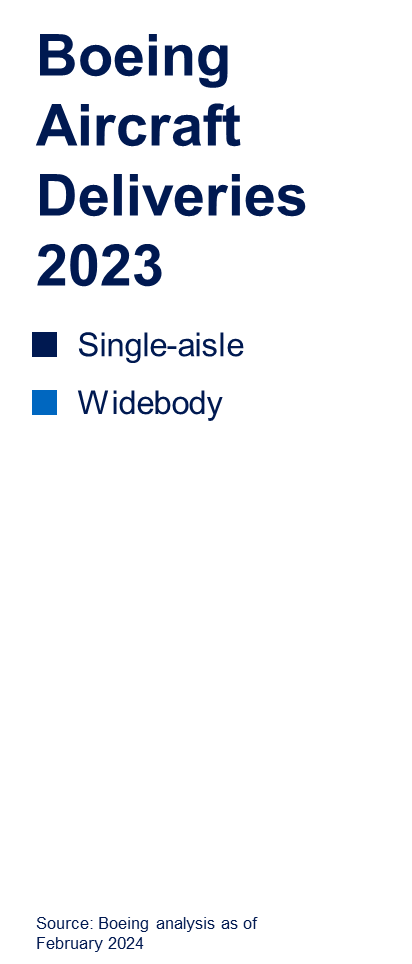 Boeing
Aircraft
Deliveries
2023
Single-aisle
Widebody
Source: Boeing analysis as of
February 2024